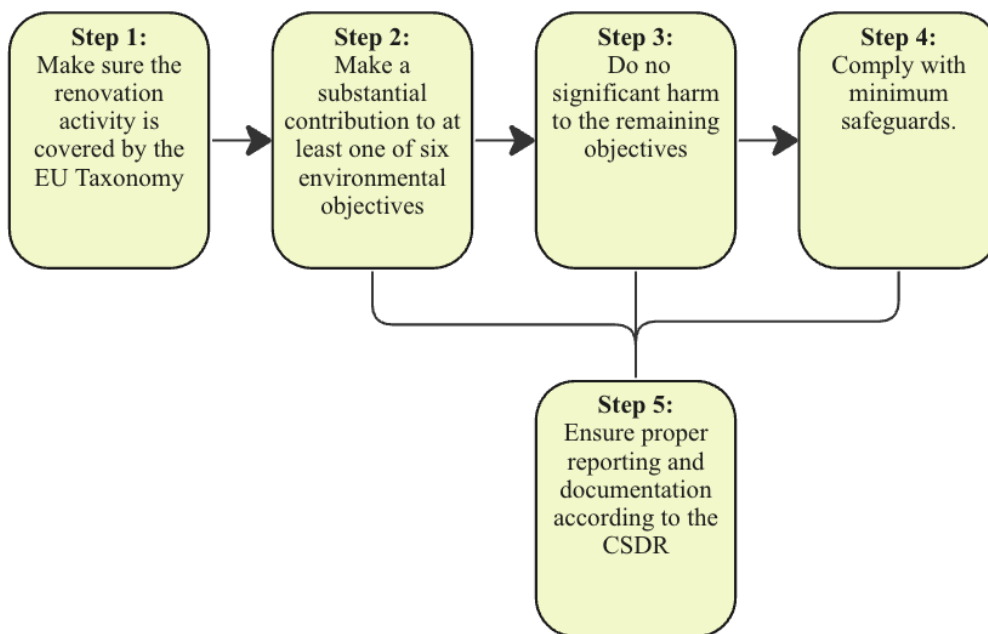 Step 1:
Make sure the
renovation
activity is
covered by the
EU Taxonomy
Step 2:
Make a
substantial
contribution to at
least one of six
environmental
objectives
Step 3:
Do no
significant harm
to the remaining
objectives
Step 4:
Comply with
minimum
safeguards.
Step 5:
Ensure proper
reporting and
documentation
according to the
CSDR